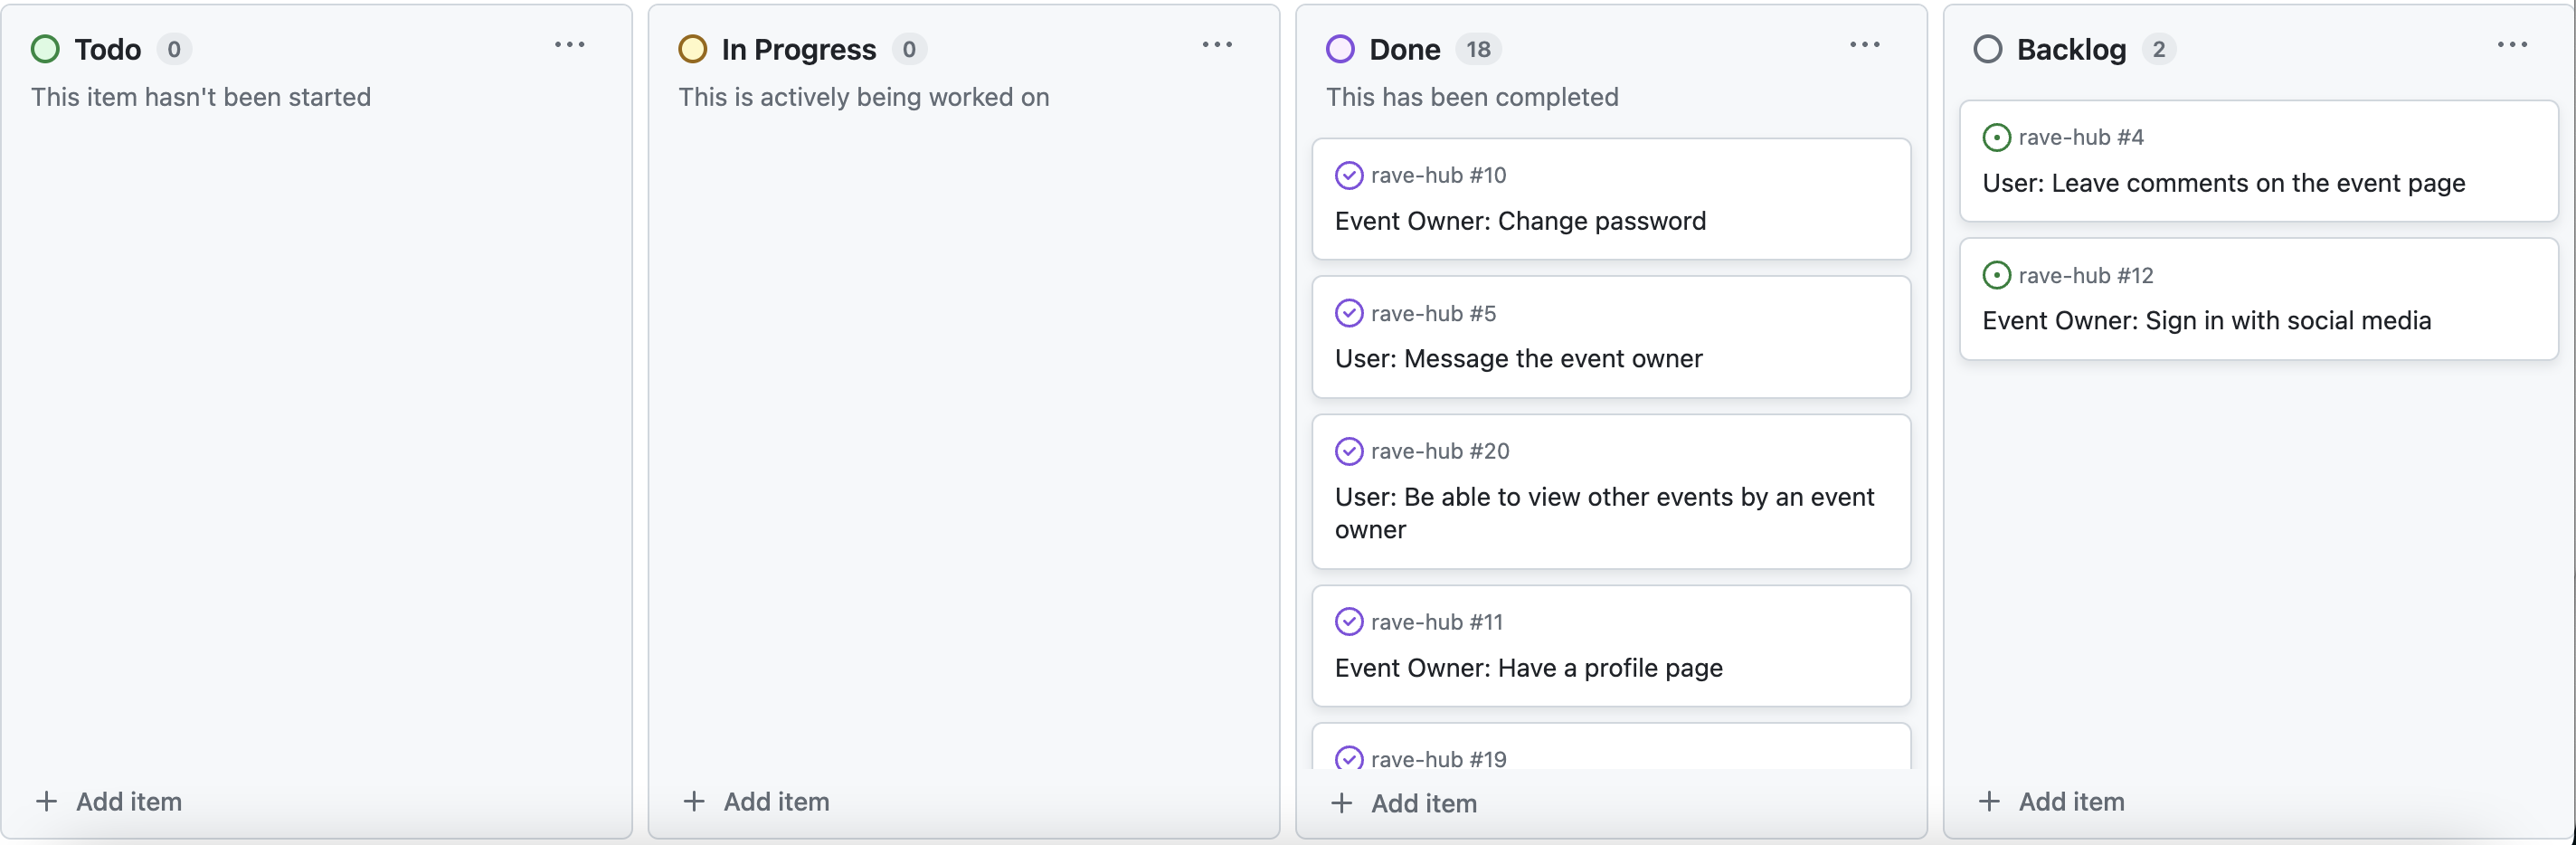 Todo 0
This item hasn't been started
Add item
In Progress 0
This is actively being worked on
Add item
Done 18
This has been completed
rave-hub #10
Event Owner: Change password
rave-hub #5
User: Message the event owner
rave-hub #20
User: Be able to view other events by an event
owner
rave-hub #11
Event Owner: Have a profile page
rave-hub #19
Add item
Backlog 2
rave-hub #4
User: Leave comments on the event page
rave-hub #12
Event Owner: Sign in with social media
Add item